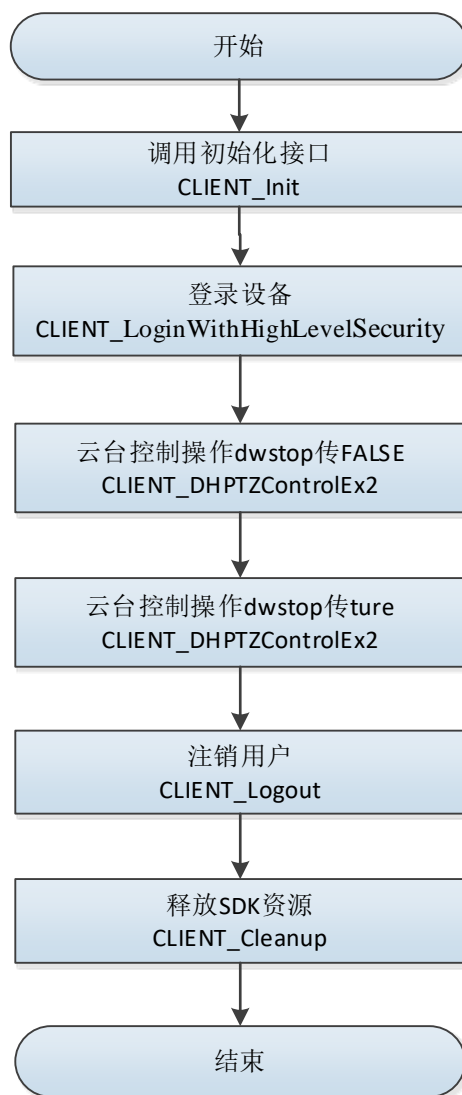 开始
调用初始化接口
CLIENT_Init
登录设备
CLIENT_LoginWithHighLevelSecurity
云台控制操作dwstop传FALSE
CLIENT_DHPTZControlEx2
云台控制操作dwstop传ture
CLIENT_DHPTZControlEx2
注销用户
CLIENT_Logout
释放SDK资源
CLIENT_Cleanup
结束